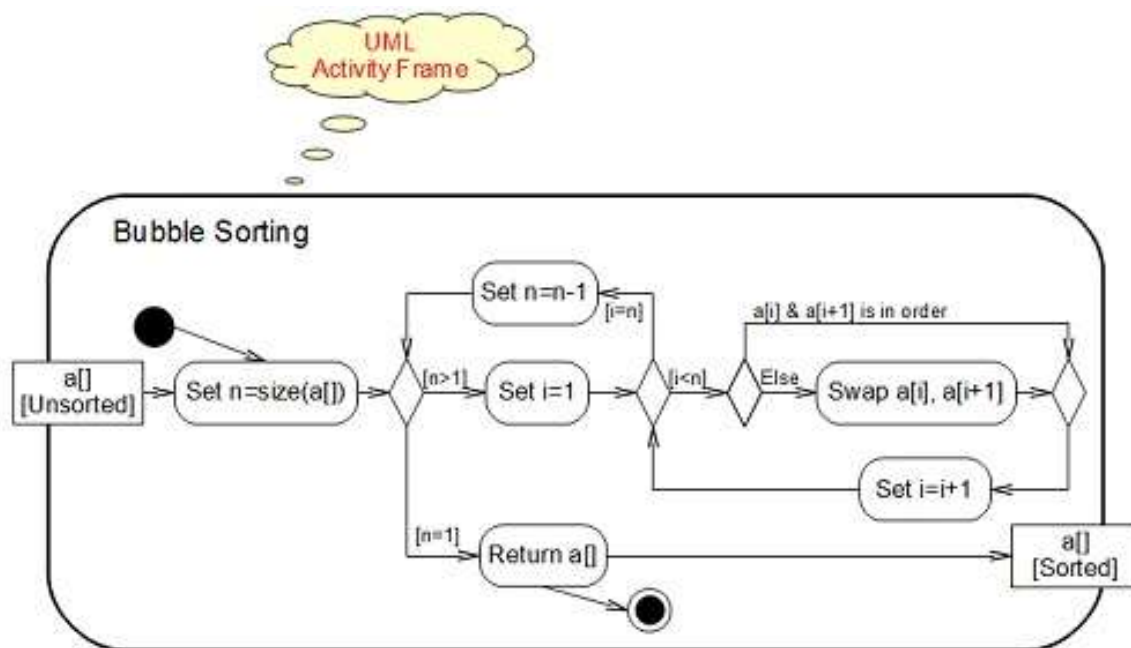 UML
Activity Frame
Bubble Sorting
Set n=n-1
[i=n]
a[i] & a[i+1] is in order
a[]
[Unsorted]
Set n=size(a[])
[n>1]
Set i=1
[i<n]
Else
Swap a[i], a[i+1]
Set i=i+1
[n=1]
Return a[]
a[]
[Sorted]